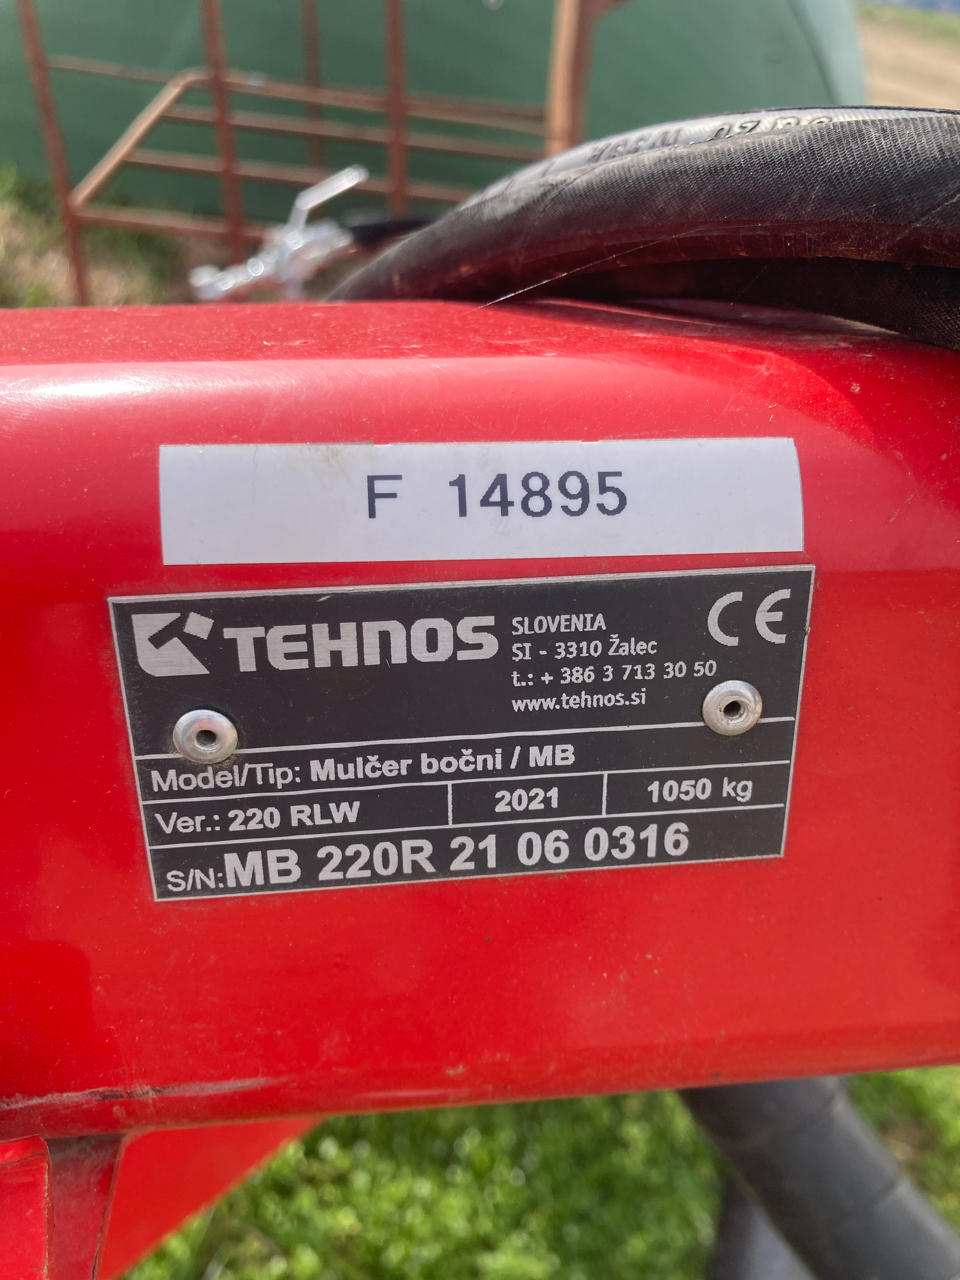 F 14895
TEHNOS
SLOVENIA
SI - 3310 Žalec
t.: + 386 3 713 30 50
www.tehnos.si
CE
Model/Tip: Mulčer bočni / MB
Ver.: 220 RLW 2021 1050 kg
S/N: MB 220R 21 06 0316